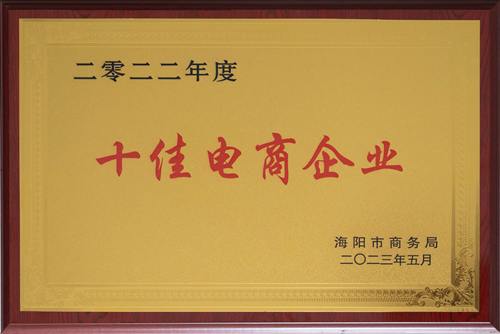 二零二二年度
十佳电商企业
海阳市商务局
二〇二三年五月